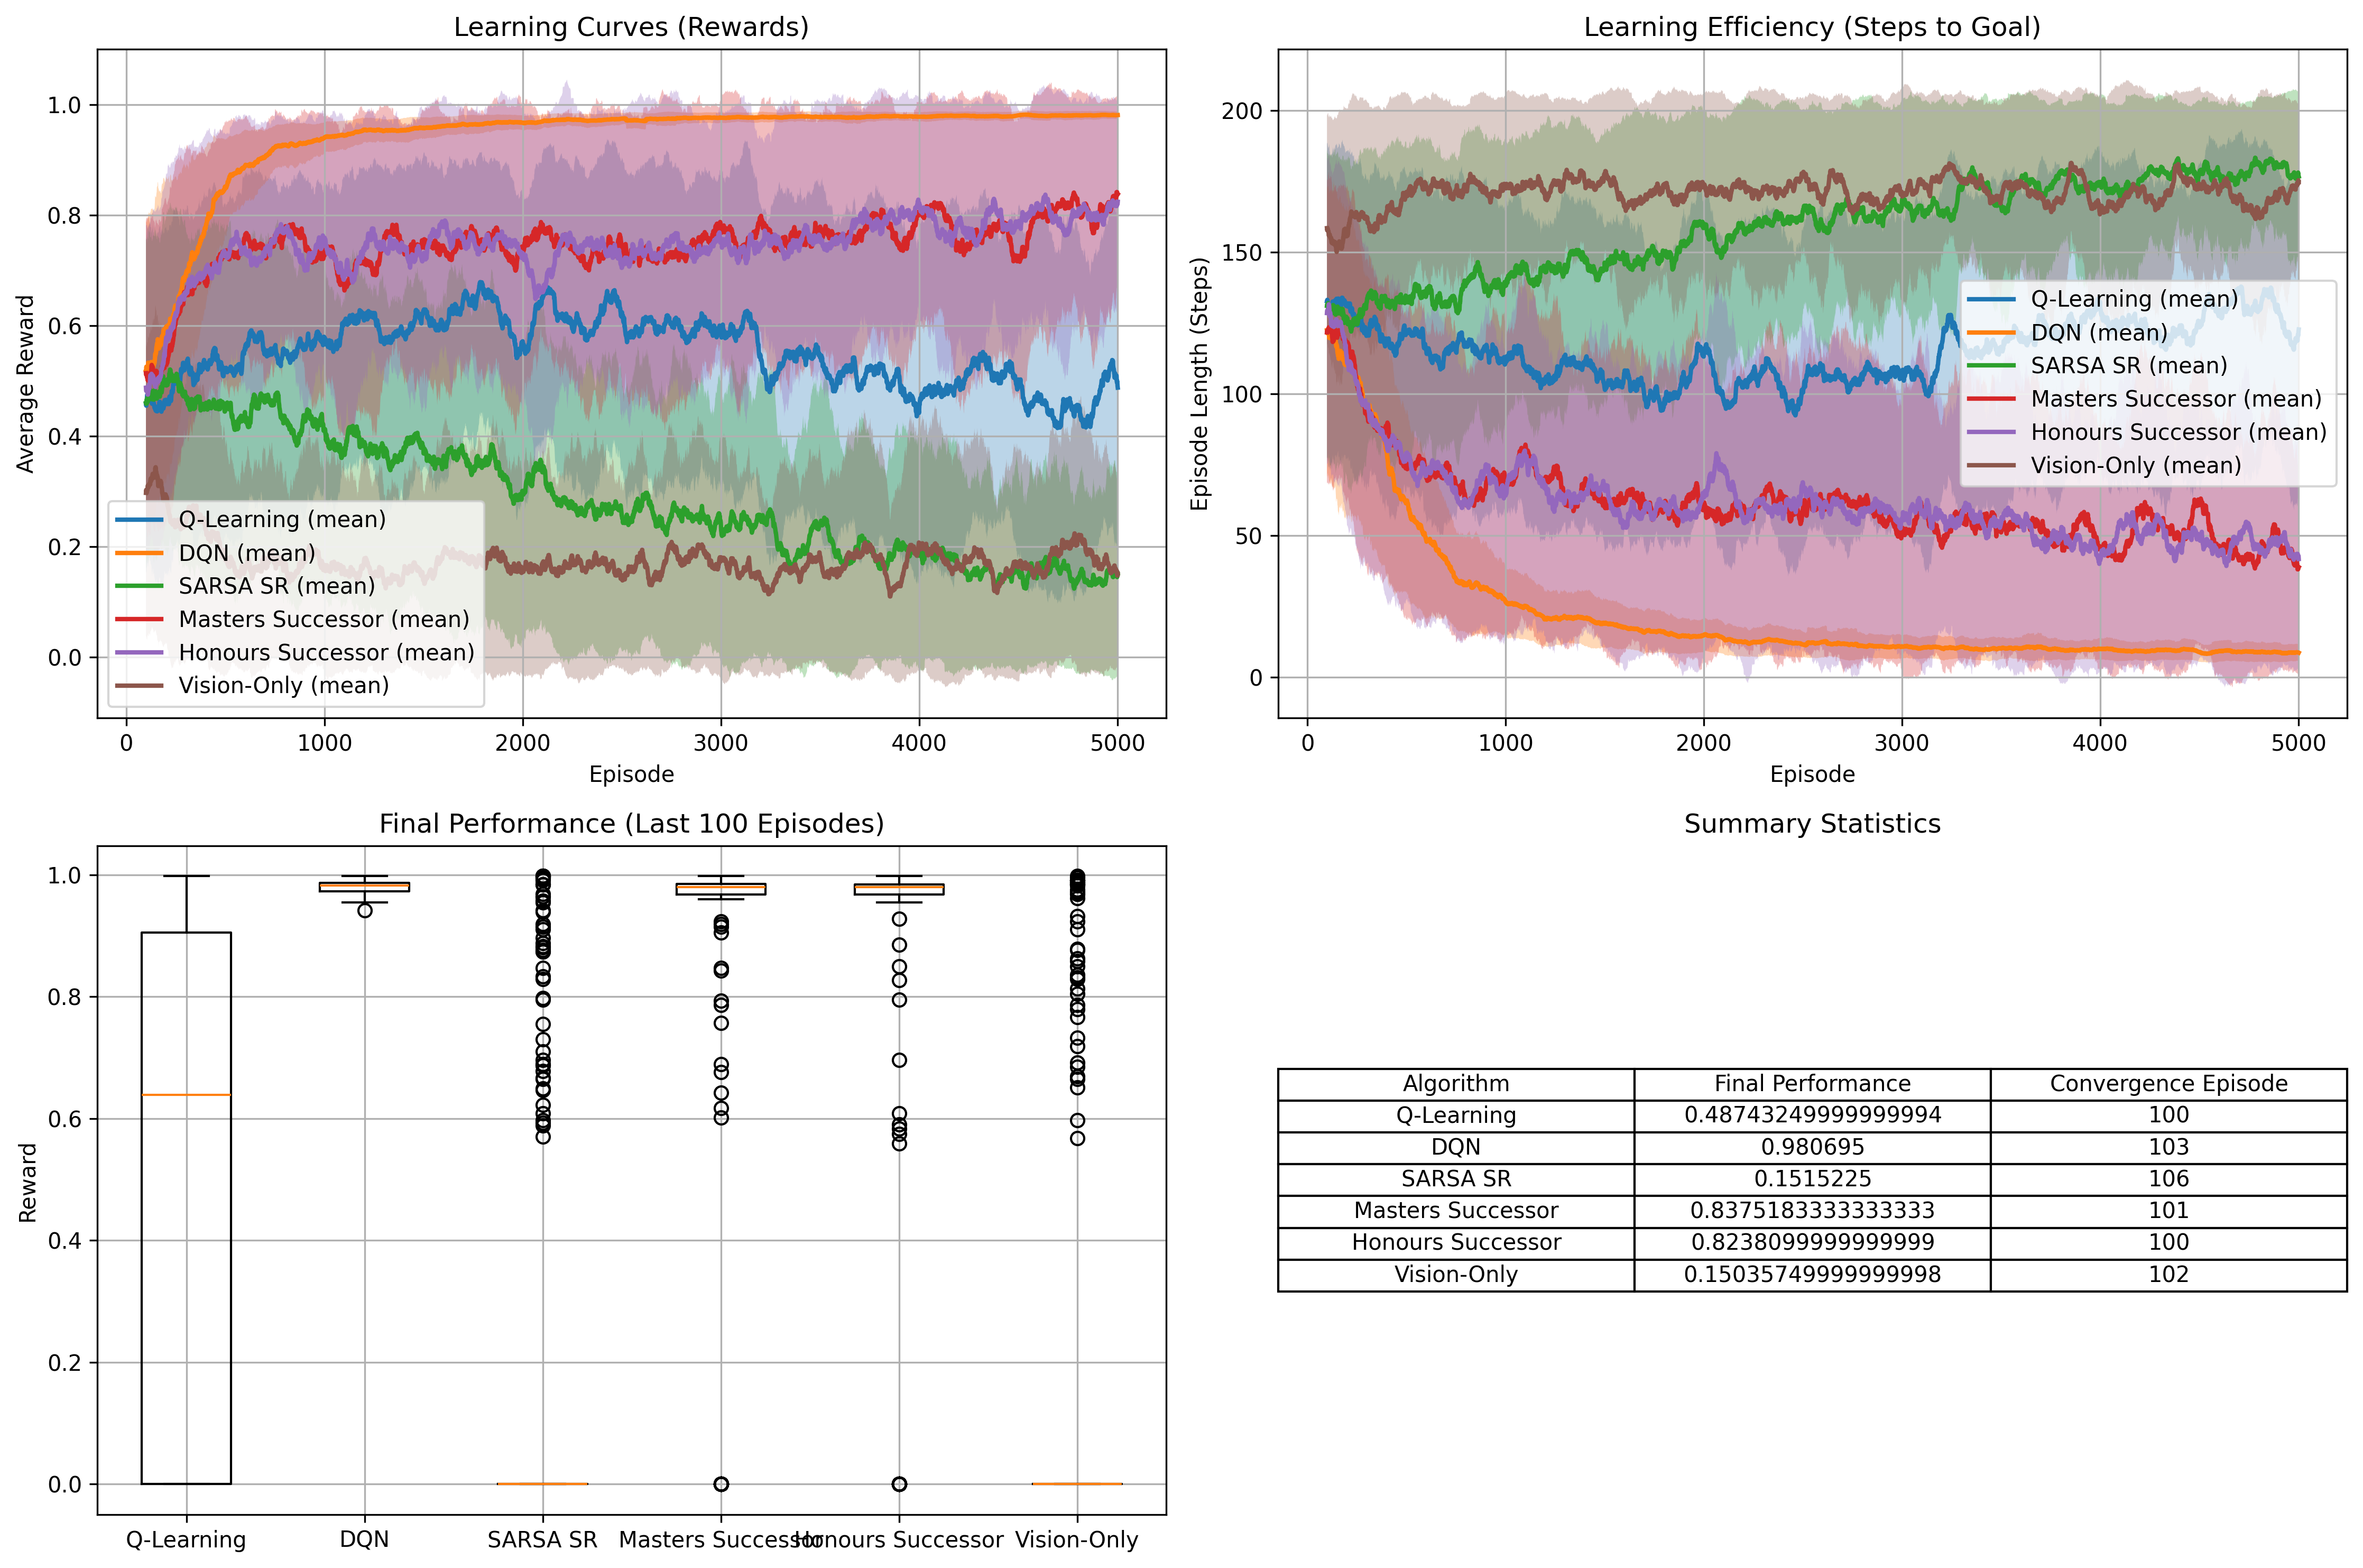 Learning Curves (Rewards)
Average Reward
1.0
0.8
0.6
0.4
0.2
0.0
Q-Learning (mean)
DQN (mean)
SARSA SR (mean)
Masters Successor (mean)
Honours Successor (mean)
Vision-Only (mean)
0 1000 2000 3000 4000 5000
Episode
Learning Efficiency (Steps to Goal)
Episode Length (Steps)
200
150
100
50
0
Q-Learning (mean)
DQN (mean)
SARSA SR (mean)
Masters Successor (mean)
Honours Successor (mean)
Vision-Only (mean)
0 1000 2000 3000 4000 5000
Episode
Final Performance (Last 100 Episodes)
Reward
1.0
0.8
0.6
0.4
0.2
0.0
Q-Learning DQN SARSA SR Masters Successor Honours Successor Vision-Only
Summary Statistics
Algorithm Final Performance Convergence Episode
Q-Learning 0.48743249999999994 100
DQN 0.980695 103
SARSA SR 0.1515225 106
Masters Successor 0.8375183333333333 101
Honours Successor 0.8238099999999999 100
Vision-Only 0.15035749999999998 102